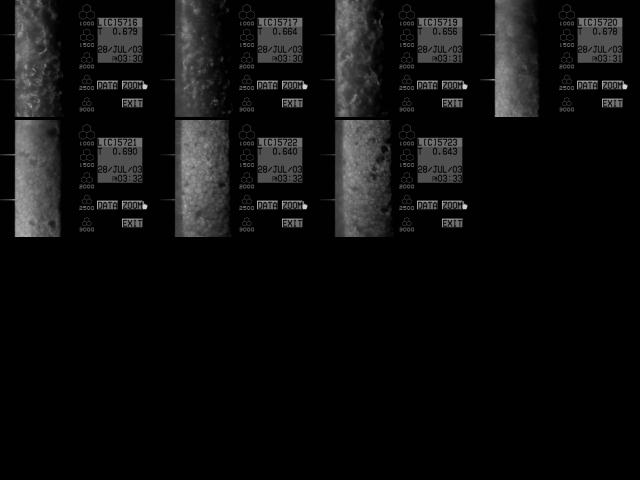 L(C)5716
T 0.679
28/JUL/03
PM03:30
1000
1500
2000
2500
3000
DATA ZOOM
EXIT
L(C)5717
T 0.664
28/JUL/03
PM03:30
1000
1500
2000
2500
3000
DATA ZOOM
EXIT
L(C)5719
T 0.656
28/JUL/03
PM03:31
1000
1500
2000
2500
3000
DATA ZOOM
EXIT
L(C)5720
T 0.678
28/JUL/03
PM03:31
1000
1500
2000
2500
3000
DATA ZOOM
EXIT
L(C)5721
T 0.690
28/JUL/03
PM03:32
1000
1500
2000
2500
3000
DATA ZOOM
EXIT
L(C)5722
T 0.640
28/JUL/03
PM03:32
1000
1500
2000
2500
3000
DATA ZOOM
EXIT
L(C)5723
T 0.643
28/JUL/03
PM03:33
1000
1500
2000
2500
3000
DATA ZOOM
EXIT